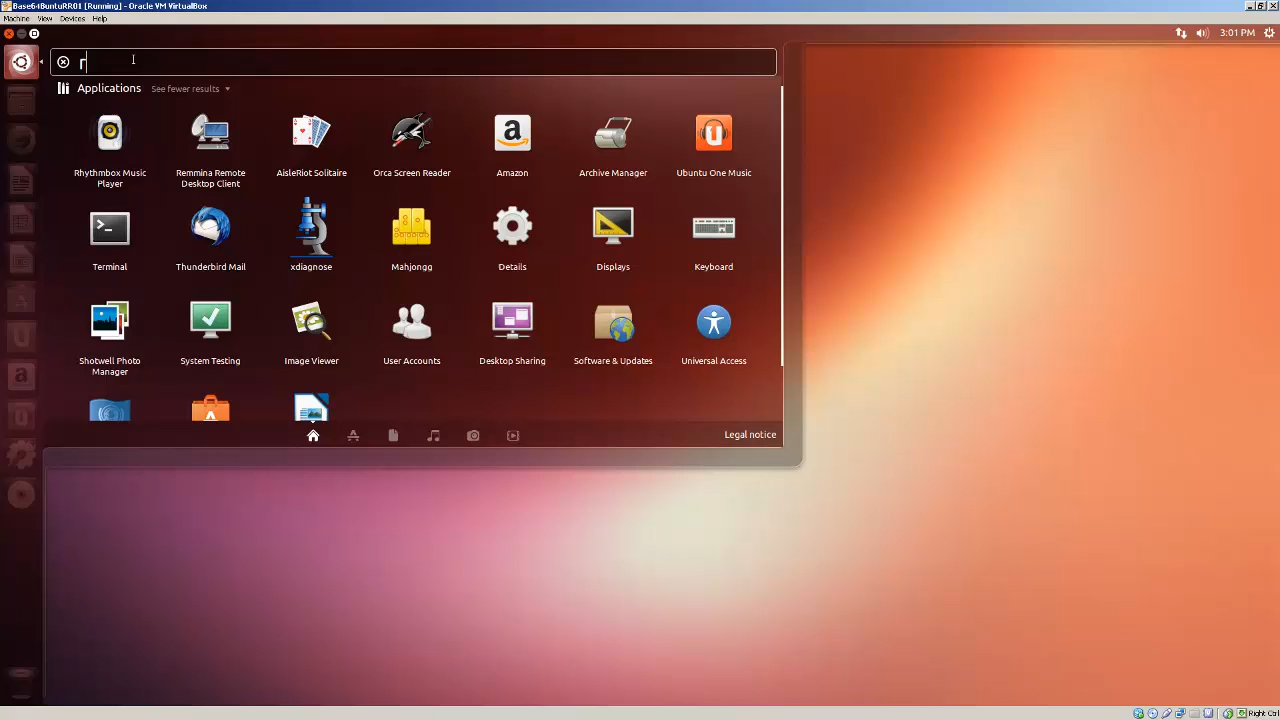 Base64BuntuRR01 [Running] - Oracle VM VirtualBox
Machine View Devices Help
3:01 PM
r
Applications See fewer results
Rhythmbox Music Player
Remmina Remote Desktop Client
AisleRiot Solitaire
Orca Screen Reader
Amazon
Archive Manager
Ubuntu One Music
Terminal
Thunderbird Mail
xdiagnose
Mahjongg
Details
Displays
Keyboard
Shotwell Photo Manager
System Testing
Image Viewer
User Accounts
Desktop Sharing
Software & Updates
Universal Access
Legal notice